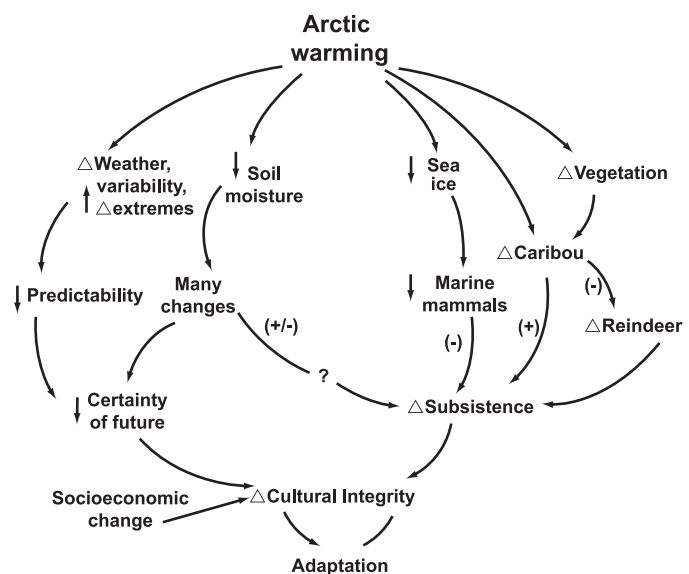 Arctic
warming
△Weather,
variability,
↑ △extremes
↓ Soil
moisture
↓ Sea
ice
△Vegetation
△Caribou
↓ Predictability
Many
changes
↓ Marine
mammals
(-)
△Reindeer
(+/-)
(-)
(+)
?
↓ Certainty
of future
△Subsistence
Socioeconomic
change
△Cultural Integrity
Adaptation